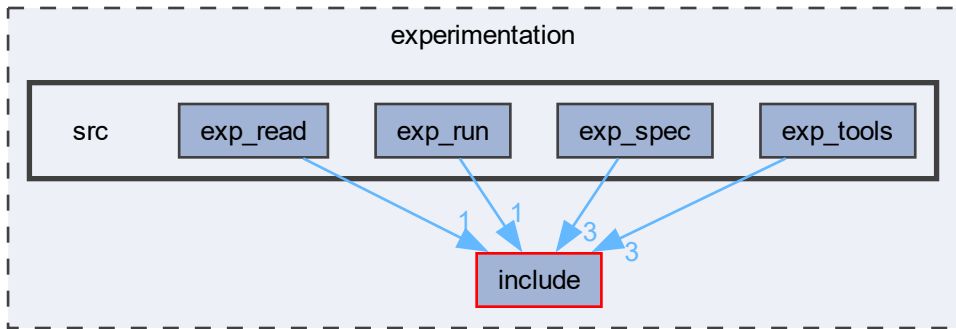 experimentation
src
exp_read
exp_run
exp_spec
exp_tools
1
1
3
3
include